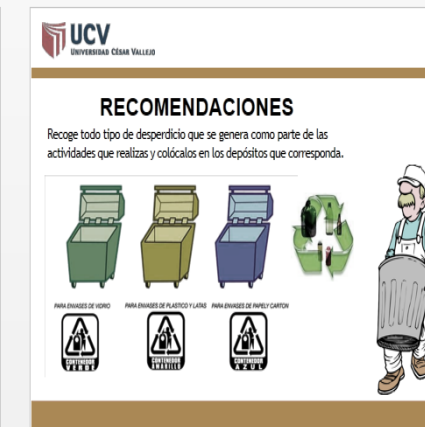 UCV
UNIVERSIDAD CÉSAR VALLEJO
RECOMENDACIONES
Recoge todo tipo de desperdicio que se genera como parte de las
actividades que realizas y colócalos en los depósitos que corresponda.
PARA ENVASES DE VIDRIO
PARA ENVASES DE PLASTICO Y LATAS
PARA ENVASES DE PAPEL Y CARTON
CONTENEDOR
VERDE
CONTENEDOR
AMARILLO
CONTENEDOR
AZUL